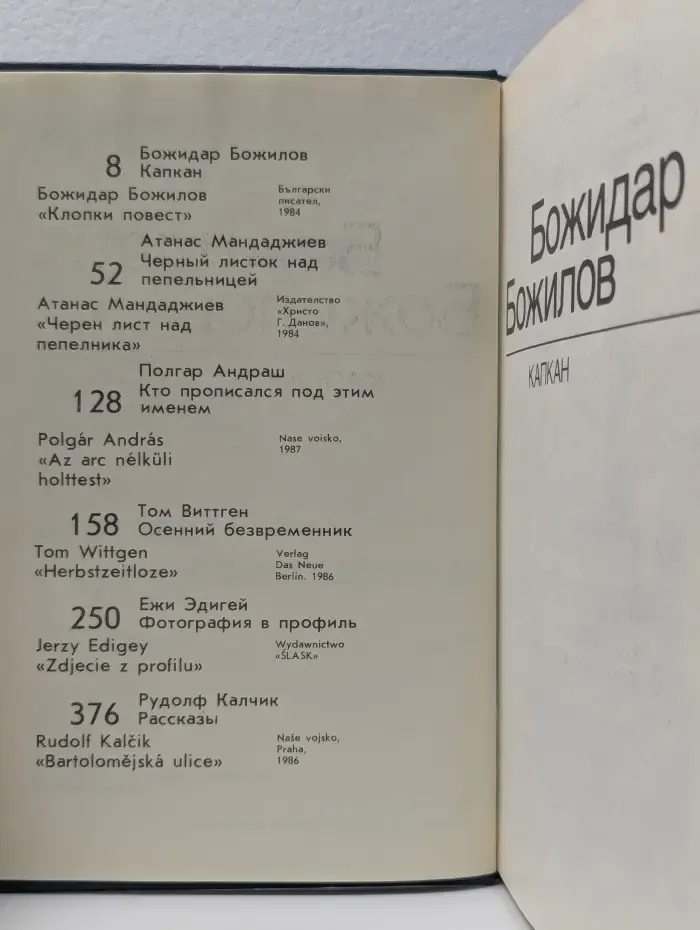 8
Божидар Божилов
Капкан
Божидар Божилов
«Клопки повест»
Български
писател,
1984
52
Атанас Мандаджиев
Черный листок над
пепельницей
Атанас Мандаджиев
«Черен лист над
пепелника»
Издателство
«Христо
Г. Данов»,
1984
128
Полгар Андраш
Кто прописался под этим
именем
Polgár András
«Az arc nélküli
holttest»
Nase voisko,
1987
158
Том Виттген
Осенний безвременник
Tom Wittgen
«Herbstzeitloze»
Verlag
Das Neue
Berlin. 1986
250
Ежи Эдигей
Фотография в профиль
Jerzy Edigey
«Zdjecie z profilu»
Wydawnictwo
«ŚLASK»
376
Рудолф Калчик
Рассказы
Rudolf Kalčik
«Bartolomějská ulice»
Naše vojsko,
Praha,
1986
Божидар
Божилов
КАПКАН